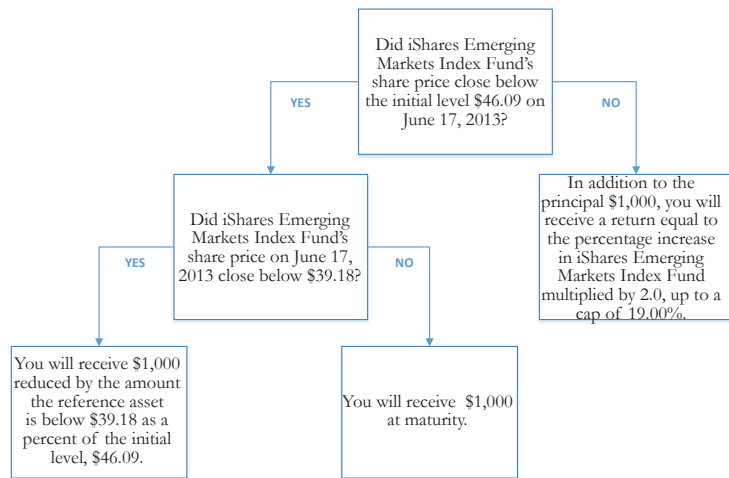 Did iShares Emerging
Markets Index Fund's
share price close below
the initial level $46.09 on
June 17, 2013?
YES
NO
Did iShares Emerging
Markets Index Fund's
share price on June 17,
2013 close below $39.18?
In addition to the
principal $1,000, you will
receive a return equal to
the percentage increase
in iShares Emerging
Markets Index Fund
multiplied by 2.0, up to a
cap of 19.00%.
YES
NO
You will receive $1,000
reduced by the amount
the reference asset
is below $39.18 as a
percent of the initial
level, $46.09.
You will receive $1,000
at maturity.